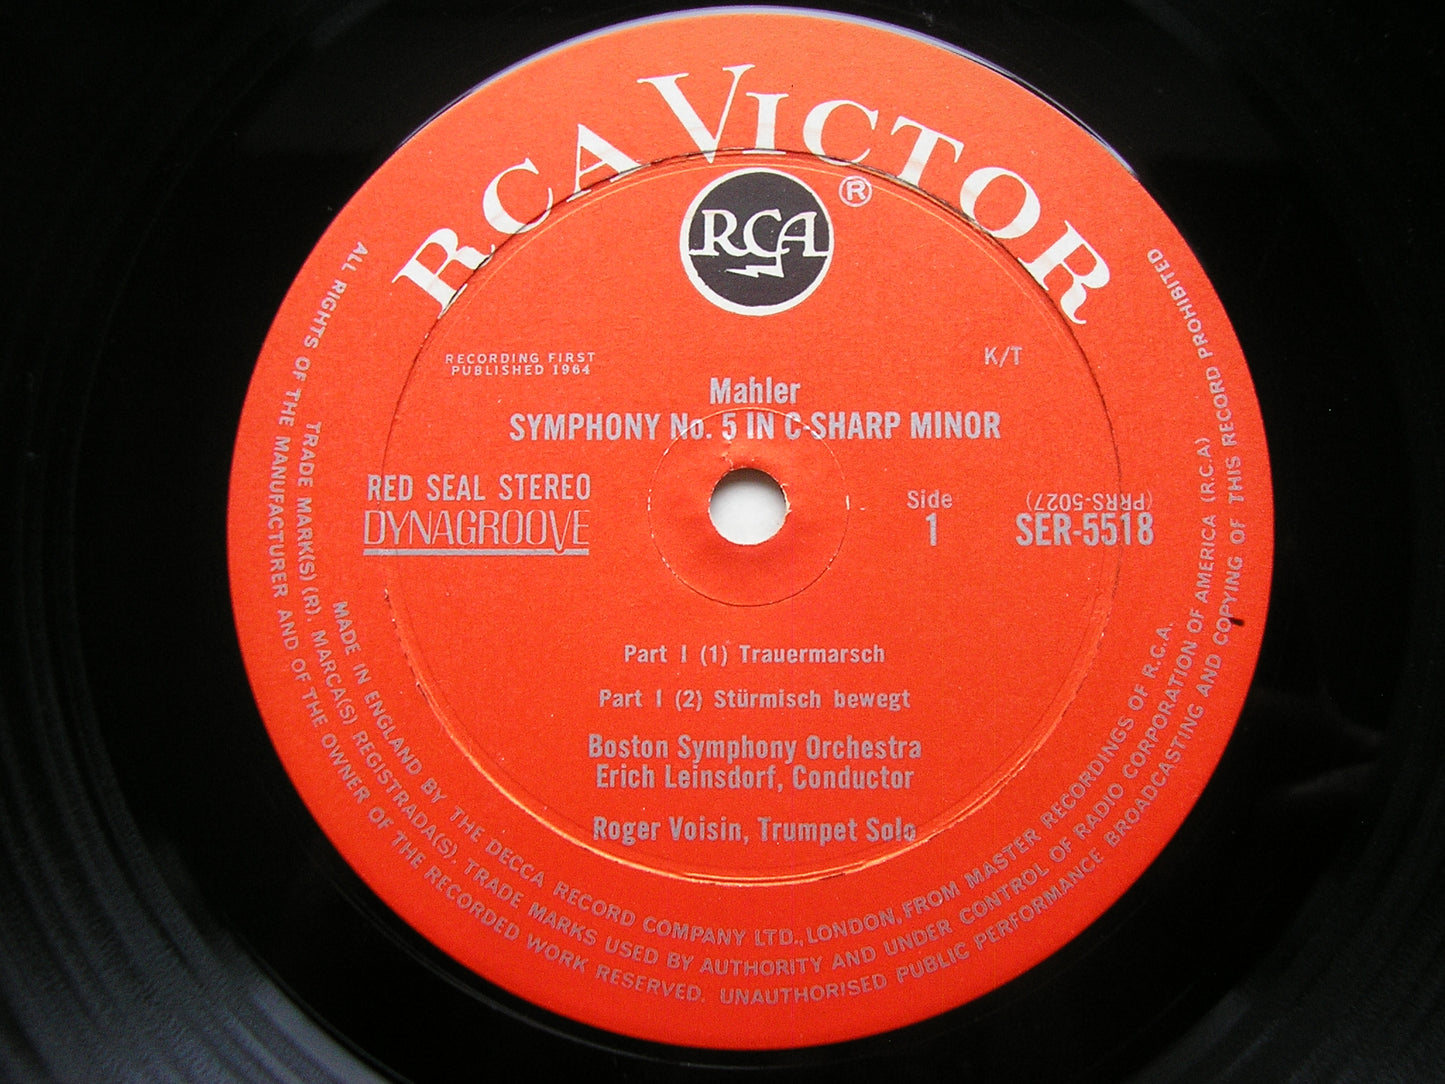 RCA VICTOR
RCA ®
RECORDING FIRST
PUBLISHED 1964
K/T
Mahler
SYMPHONY No. 5 IN C-SHARP MINOR
RED SEAL STEREO
DYNAGROOVE
Side
1
(PRRS-5027)
SER-5518
Part I (1) Trauermarsch
Part I (2) Stürmisch bewegt
Boston Symphony Orchestra
Erich Leinsdorf, Conductor
Roger Voisin, Trumpet Solo
MADE IN ENGLAND BY THE DECCA RECORD COMPANY LTD., LONDON, FROM MASTER RECORDINGS OF R.C.A.
TRADE MARK(S) (R). MARCA(S) REGISTRADA(S). TRADE MARKS USED BY AUTHORITY AND UNDER CONTROL OF RADIO CORPORATION OF AMERICA (R.C.A)
ALL RIGHTS OF THE MANUFACTURER AND OF THE OWNER OF THE RECORDED WORK RESERVED. UNAUTHORISED PUBLIC PERFORMANCE BROADCASTING AND COPYING OF THIS RECORD PROHIBITED